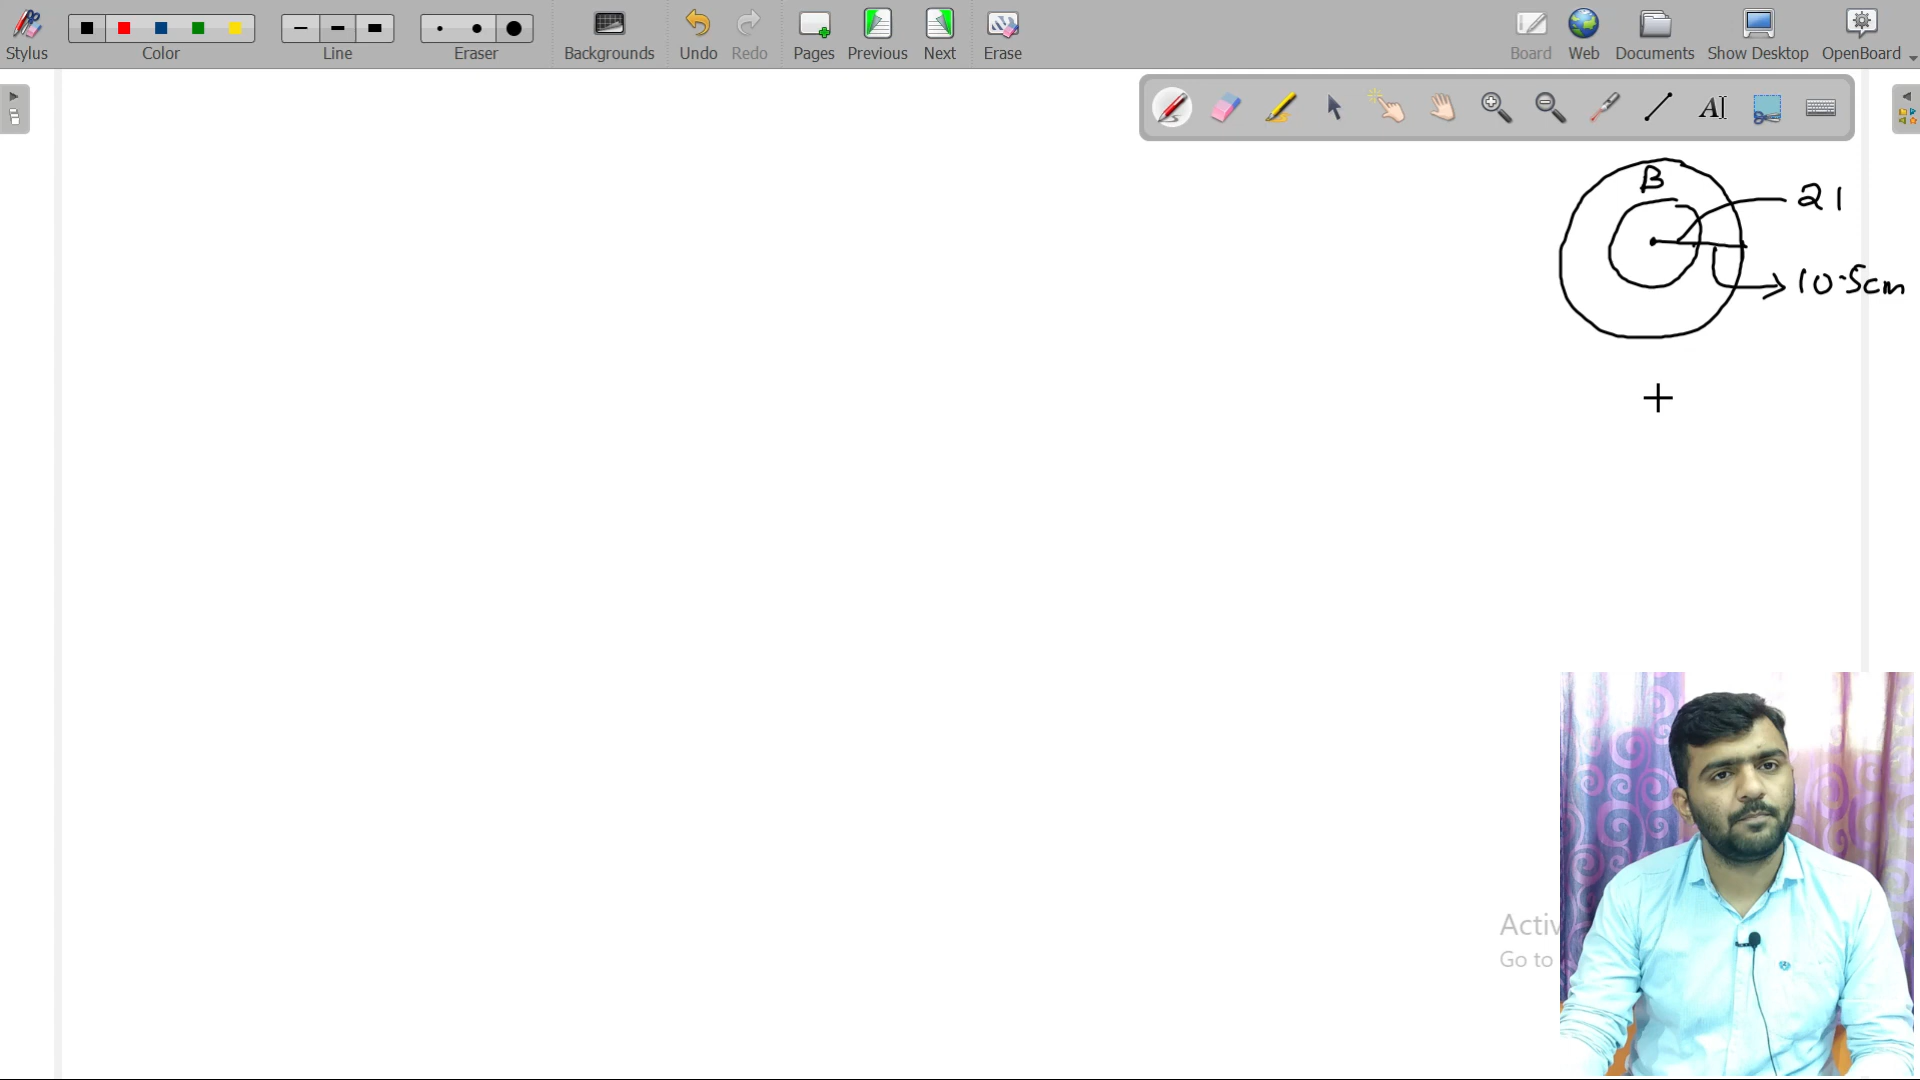 Stylus
Color
Line
Eraser
Backgrounds
Undo
Redo
Pages
Previous
Next
Erase
Board
Web
Documents
Show Desktop
OpenBoard
AI
B
21
10.5cm
Activ
Go to